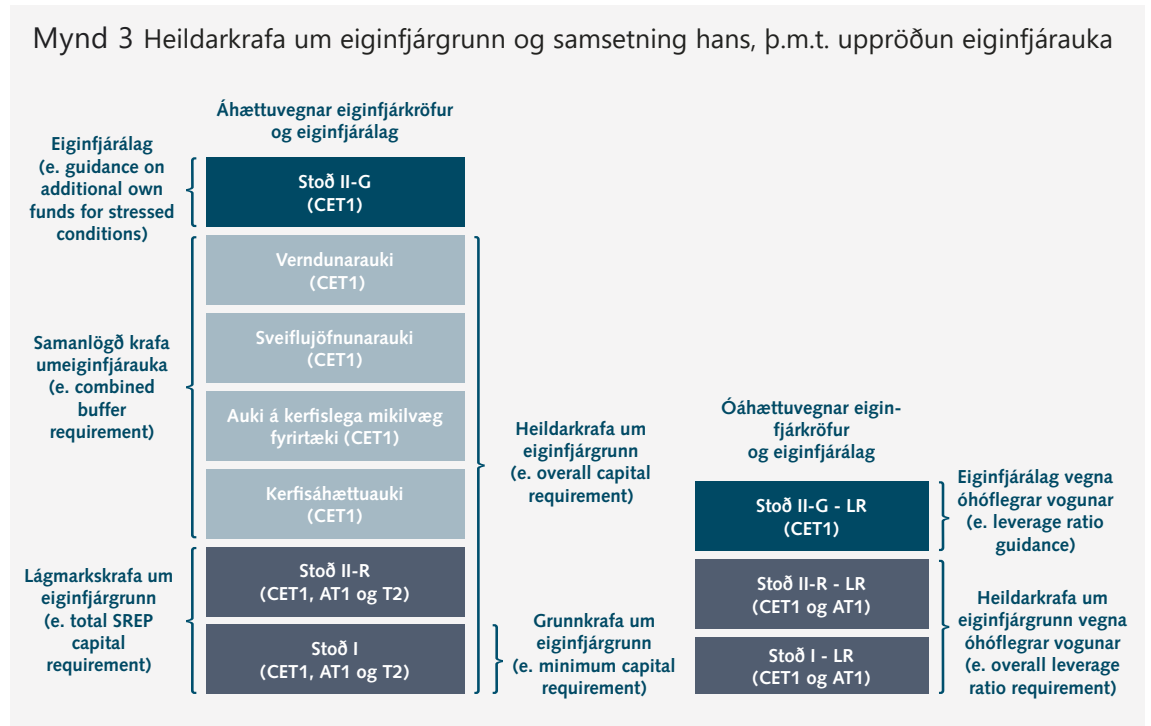 Mynd 3 Heildarkrafa um eiginfjárgrunn og samsetning hans, þ.m.t. uppröðun eiginfjárauka
Áhættuvegnar eiginfjárkröfur
og eiginfjárálag
Eiginfjárálag
(e. guidance on
additional own
funds for stressed
conditions)
Stoð II-G
(CET1)
Verndunarauki
(CET1)
Samanlögð krafa
umeiginfjárauka
(e. combined
buffer
requirement)
Sveiflujöfnunarauki
(CET1)
Auki á kerfislega mikilvæg
fyrirtæki (CET1)
Kerfisáhættuauki
(CET1)
Heildarkrafa um
eiginfjárgrunn
(e. overall capital
requirement)
Lágmarkskrafa um
eiginfjárgrunn
(e. total SREP
capital
requirement)
Stoð II-R
(CET1, AT1 og T2)
Stoð I
(CET1, AT1 og T2)
Grunnkrafa um
eiginfjárgrunn
(e. minimum capital
requirement)
Óáhættuvegnar eigin-
fjárkröfur
og eiginfjárálag
Stoð II-G - LR
(CET1)
Eiginfjárálag vegna
óhóflegrar vogunar
(e. leverage ratio
guidance)
Stoð II-R - LR
(CET1 og AT1)
Stoð I - LR
(CET1 og AT1)
Heildarkrafa um
eiginfjárgrunn vegna
óhóflegrar vogunar
(e. overall leverage
ratio requirement)